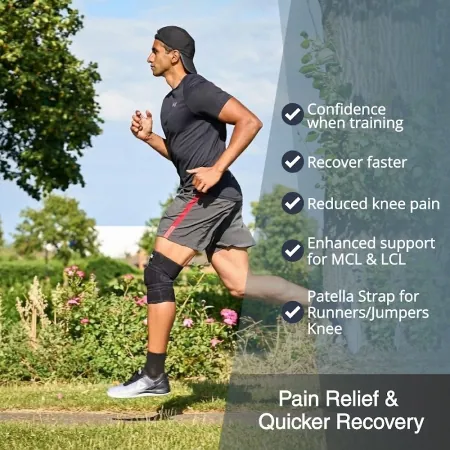 Confidence
when training
Recover faster
Reduced knee pain
Enhanced support
for MCL & LCL
Patella Strap for
Runners/Jumpers
Knee
Pain Relief &
Quicker Recovery